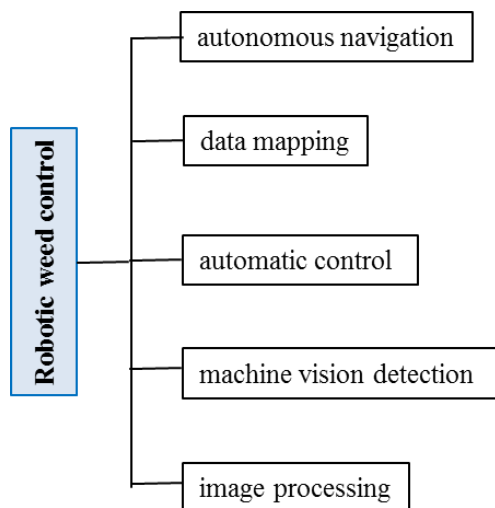 Robotic weed control
autonomous navigation
data mapping
automatic control
machine vision detection
image processing